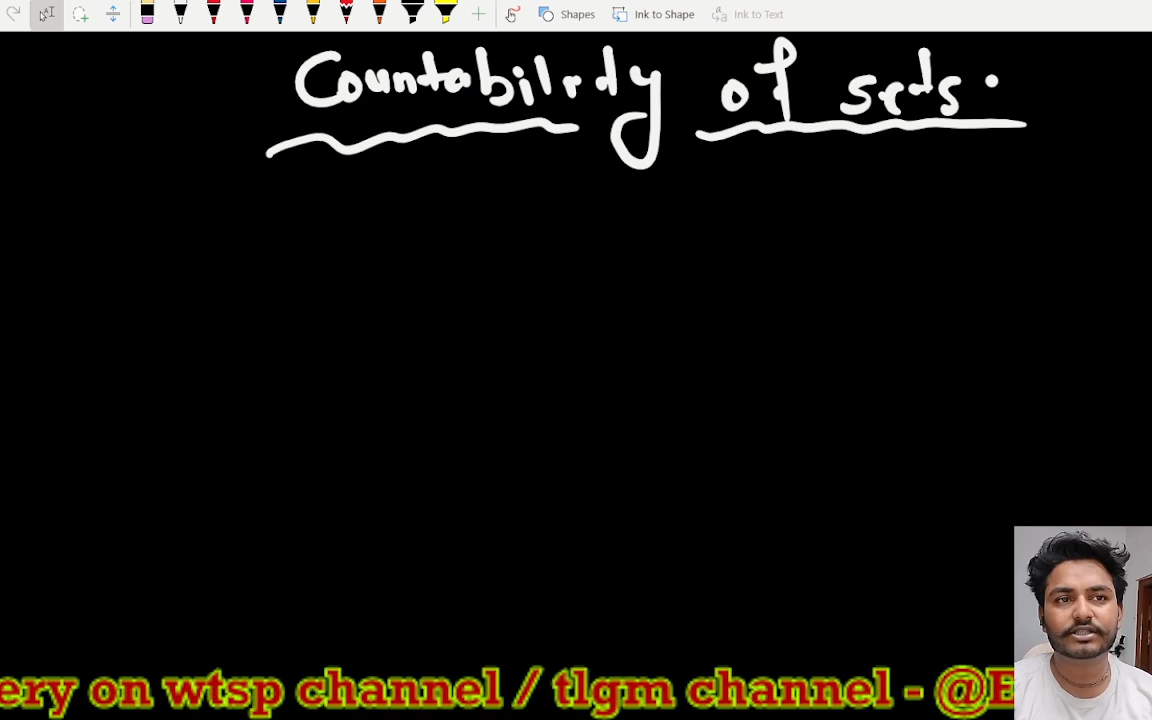 Shapes Ink to Shape Ink to Text
Countability of sets.
ery on wtsp channel / tlgm channel - @E